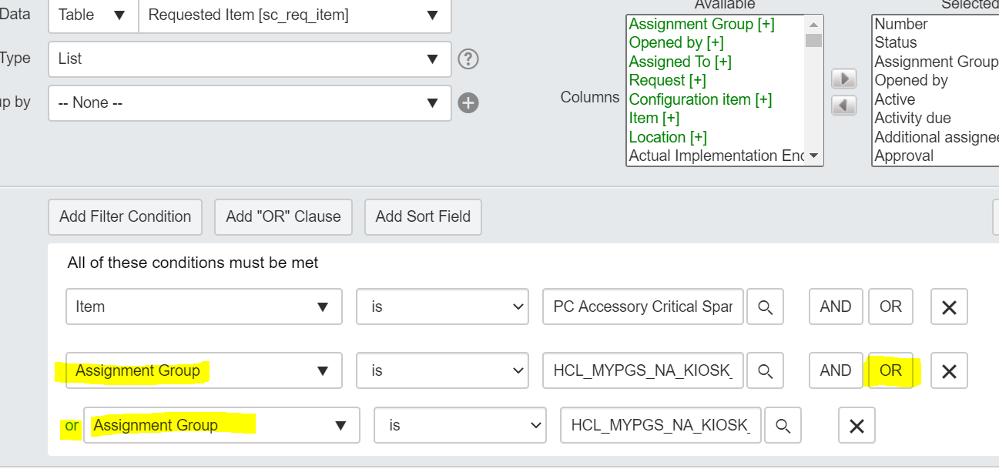 Available
Selected
Data
Table
Requested Item [sc_req_item]
Type
List
up by
-- None --
Columns
Assignment Group [+]
Opened by [+]
Assigned To [+]
Request [+]
Configuration item [+]
Item [+]
Location [+]
Actual Implementation Enc
Number
Status
Assignment Group
Opened by
Active
Activity due
Additional assignee
Approval
Add Filter Condition
Add "OR" Clause
Add Sort Field
All of these conditions must be met
Item
is
PC Accessory Critical Spar
AND
OR
Assignment Group
is
HCL_MYPGS_NA_KIOSK_
AND
OR
or
Assignment Group
is
HCL_MYPGS_NA_KIOSK_